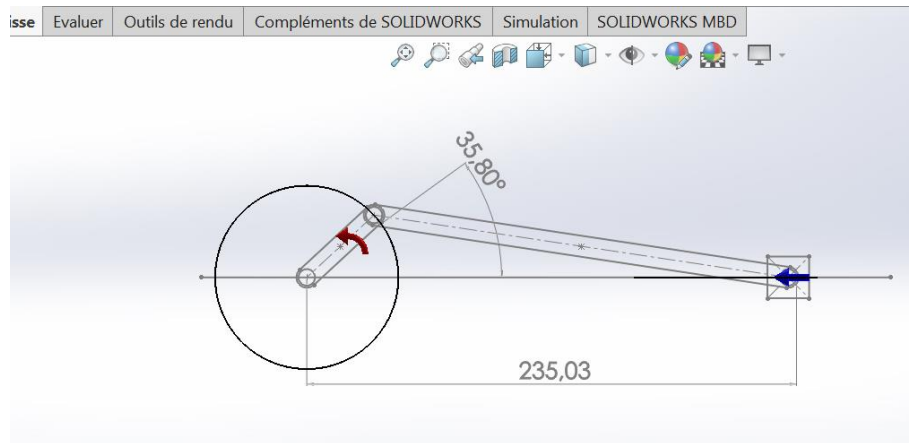 isse Evaluer Outils de rendu Compléments de SOLIDWORKS Simulation SOLIDWORKS MBD
35,80°
235,03